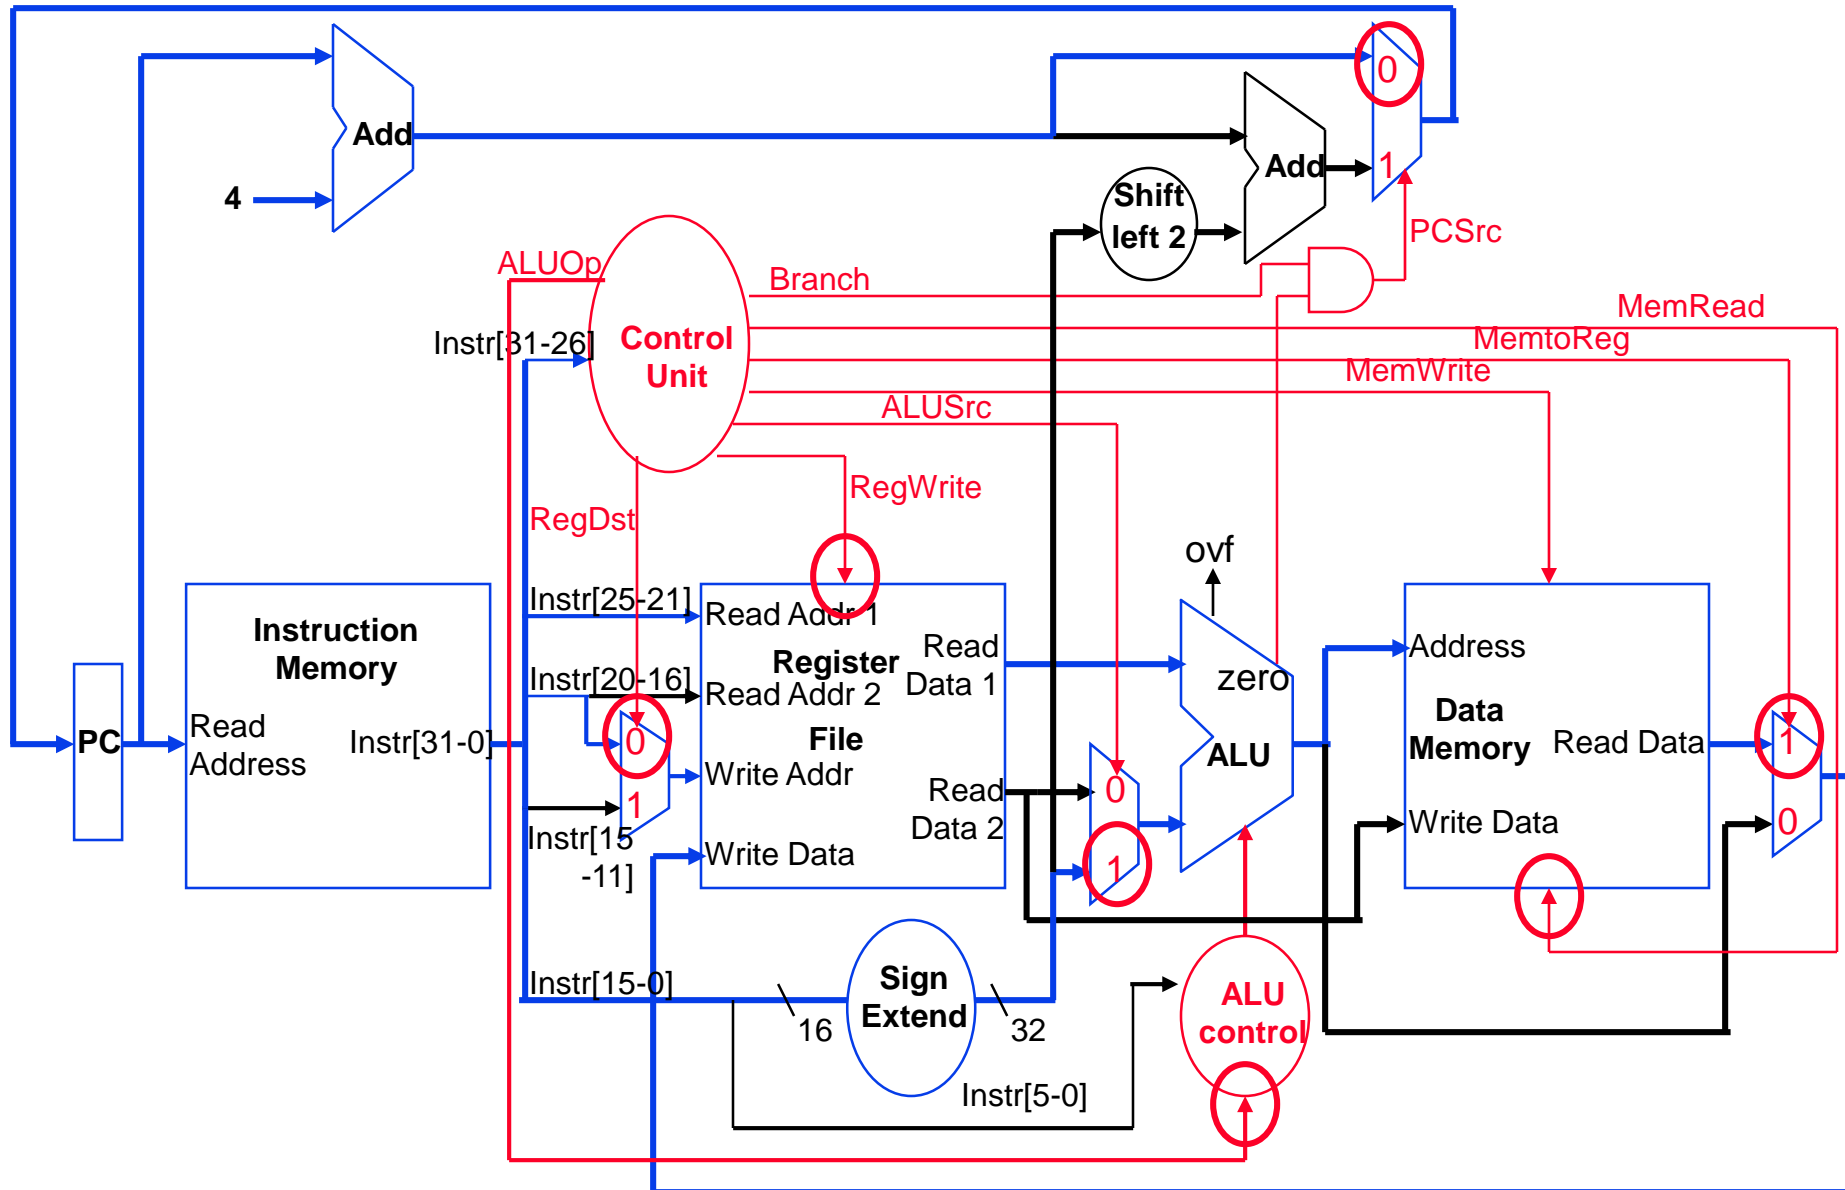 0
Add
Add
1
4
Shift
left 2
PCSrc
ALUOp
Branch
MemRead
Instr[31-26]
Control
Unit
MemtoReg
MemWrite
ALUSrc
RegWrite
RegDst
ovf
Instr[25-21]
Read Addr 1
Instruction
Memory
Register
Read
Data 1
Address
Instr[20-16]
Read Addr 2
zero
Data
Memory
PC
Read
Address
Instr[31-0]
0
File
ALU
Read Data
1
Write Addr
1
Read
Data 2
0
Write Data
0
Instr[15
-11]
Write Data
1
Instr[15-0]
Sign
Extend
16
32
ALU
control
Instr[5-0]